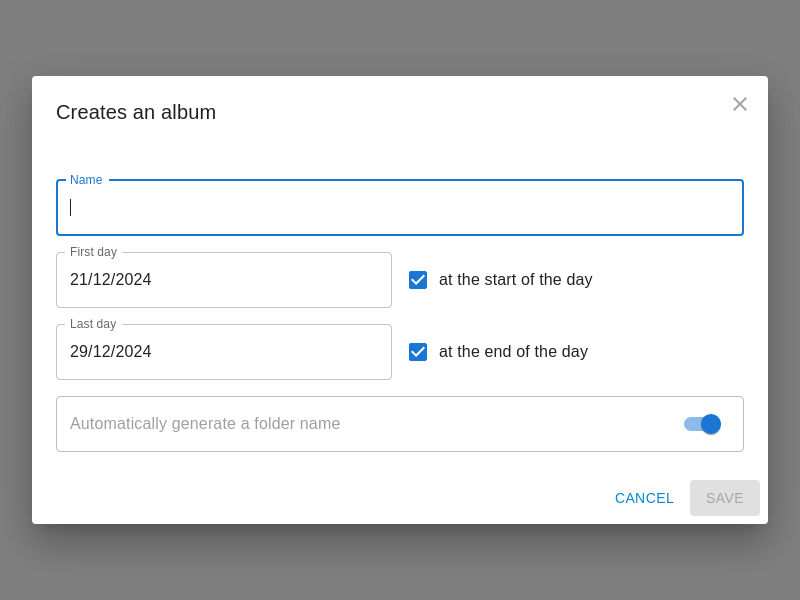 Creates an album
Name
First day
21/12/2024
at the start of the day
Last day
29/12/2024
at the end of the day
Automatically generate a folder name
CANCEL
SAVE